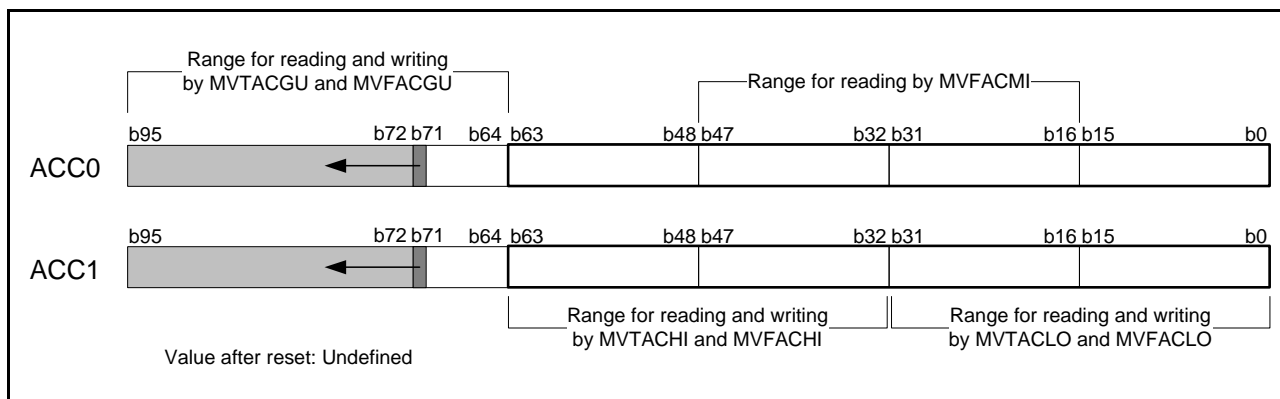 Range for reading and writing
by MVTACGU and MVFACGU
Range for reading by MVFACMI
b95 b72 b71 b64 b63 b48 b47 b32 b31 b16 b15 b0
ACC0
b95 b72 b71 b64 b63 b48 b47 b32 b31 b16 b15 b0
ACC1
Range for reading and writing
by MVTACHI and MVFACHI
Range for reading and writing
by MVTACLO and MVFACLO
Value after reset: Undefined